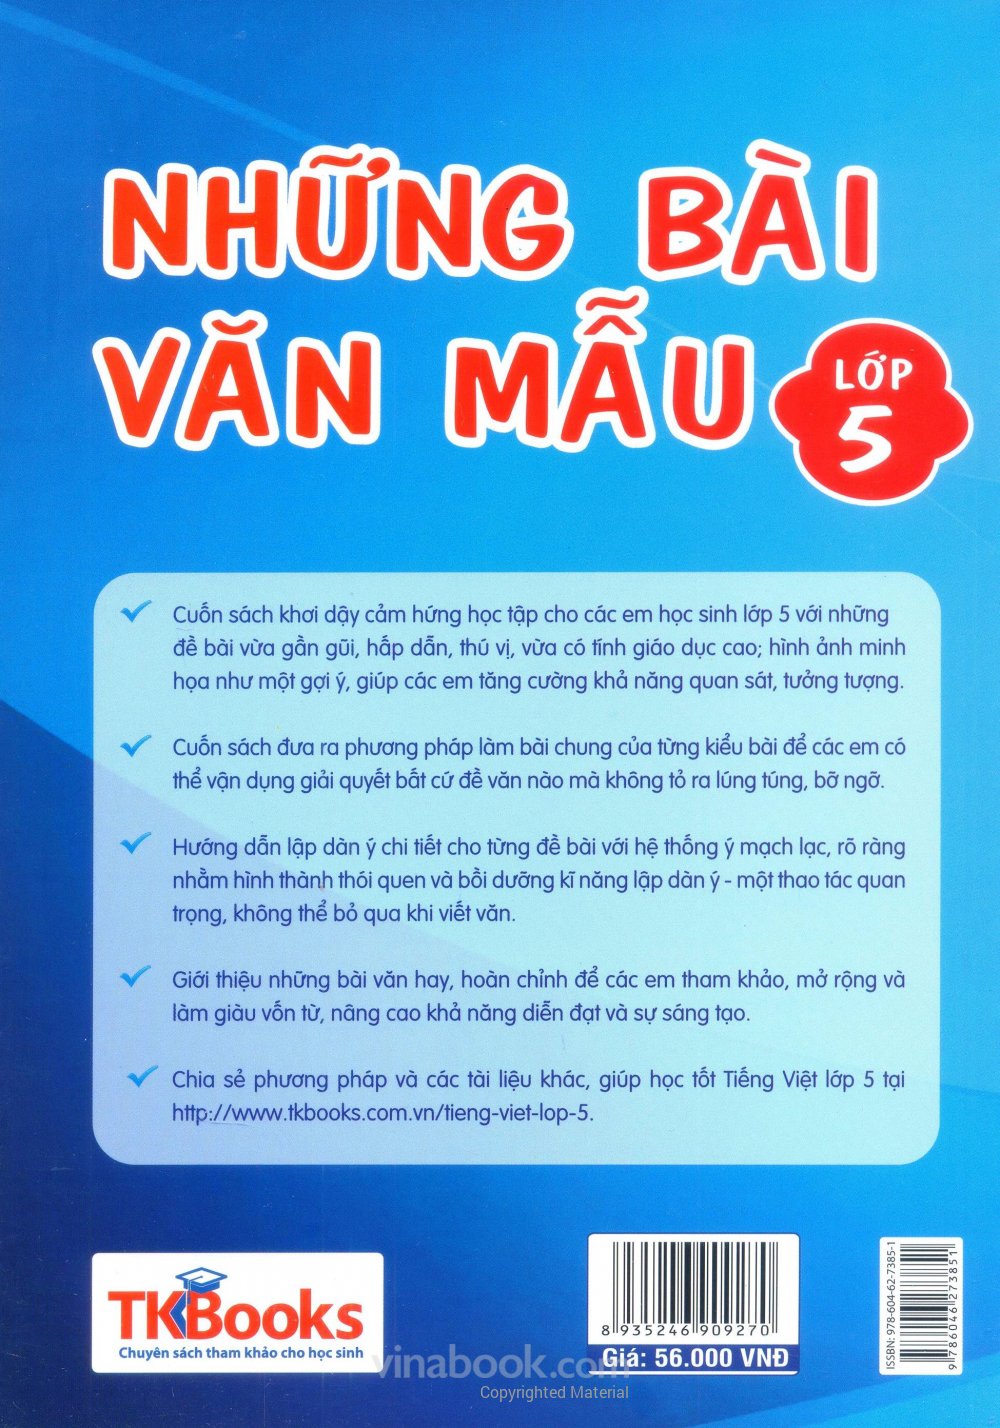 NHỮNG BÀI
VĂN MẪU
LỚP
5
Cuốn sách khơi dậy cảm hứng học tập cho các em học sinh lớp 5 với những
đề bài vừa gần gũi, hấp dẫn, thú vị, vừa có tính giáo dục cao; hình ảnh minh
họa như một gợi ý, giúp các em tăng cường khả năng quan sát, tưởng tượng.
Cuốn sách đưa ra phương pháp làm bài chung của từng kiểu bài để các em có
thể vận dụng giải quyết bất cứ đề văn nào mà không tỏ ra lúng túng, bỡ ngỡ.
Hướng dẫn lập dàn ý chi tiết cho từng đề bài với hệ thống ý mạch lạc, rõ ràng
nhằm hình thành thói quen và bồi dưỡng kĩ năng lập dàn ý - một thao tác quan
trọng, không thể bỏ qua khi viết văn.
Giới thiệu những bài văn hay, hoàn chỉnh để các em tham khảo, mở rộng và
làm giàu vốn từ, nâng cao khả năng diễn đạt và sự sáng tạo.
Chia sẻ phương pháp và các tài liệu khác, giúp học tốt Tiếng Việt lớp 5 tại
http://www.tkbooks.com.vn/tieng-viet-lop-5.
TKBooks
Chuyên sách tham khảo cho học sinh
8 935246 909270
Giá: 56.000 VNĐ
ISSBN: 978-604-62-7385-1
9 786046 273851
vinabook.com
Copyrighted Material